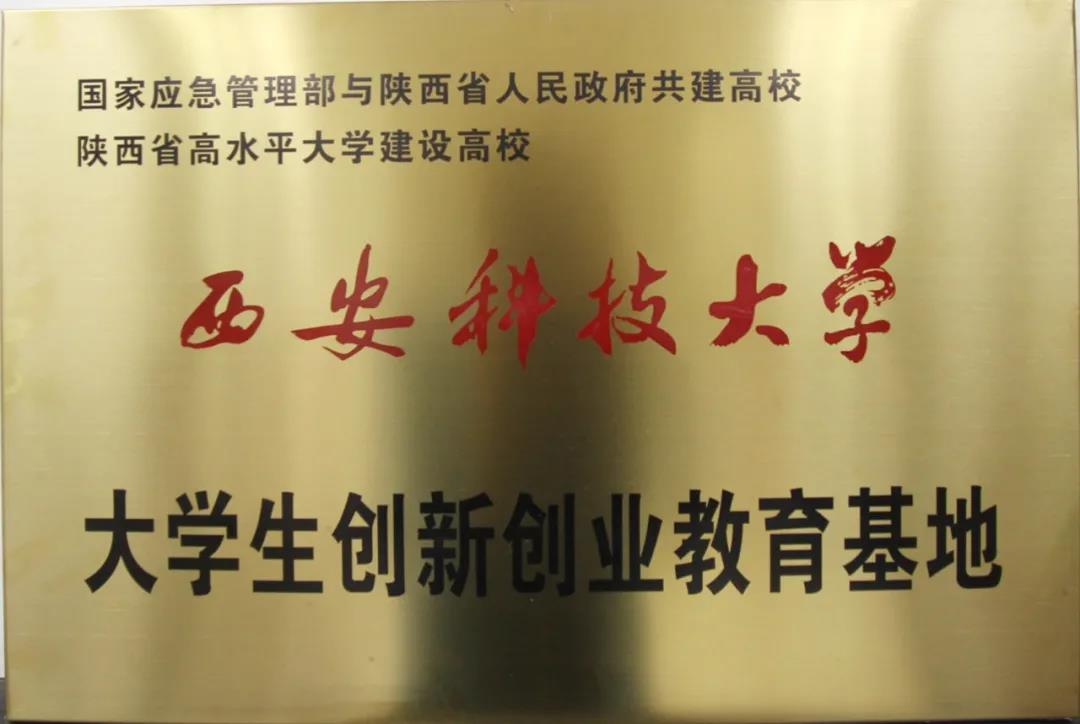 国家应急管理部与陕西省人民政府共建高校
陕西省高水平大学建设高校
西安科技大学
大学生创新创业教育基地